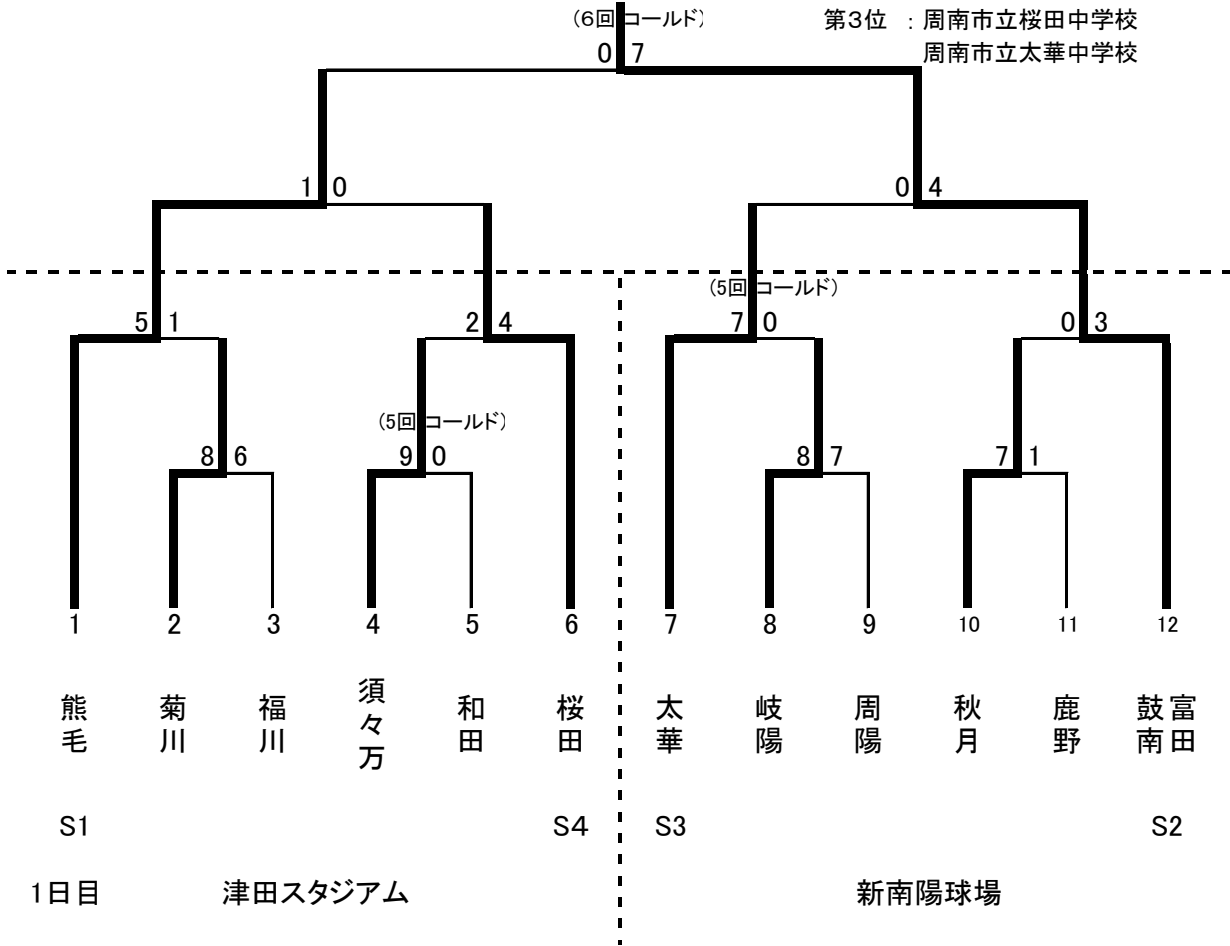 (6回コールド) 第3位 : 周南市立桜田中学校
0 7 周南市立太華中学校
1 0 0 4
(5回コールド)
5 1 2 4 7 0 0 3
(5回コールド)
8 6 9 0 8 7 7 1
1 2 3 4 5 6 7 8 9 10 11 12
熊毛
菊川
福川
須々万
和田
桜田
太華
岐陽
周陽
秋月
鹿野
富田
鼓南
S1 S4 S3 S2
1日目 津田スタジアム 新南陽球場